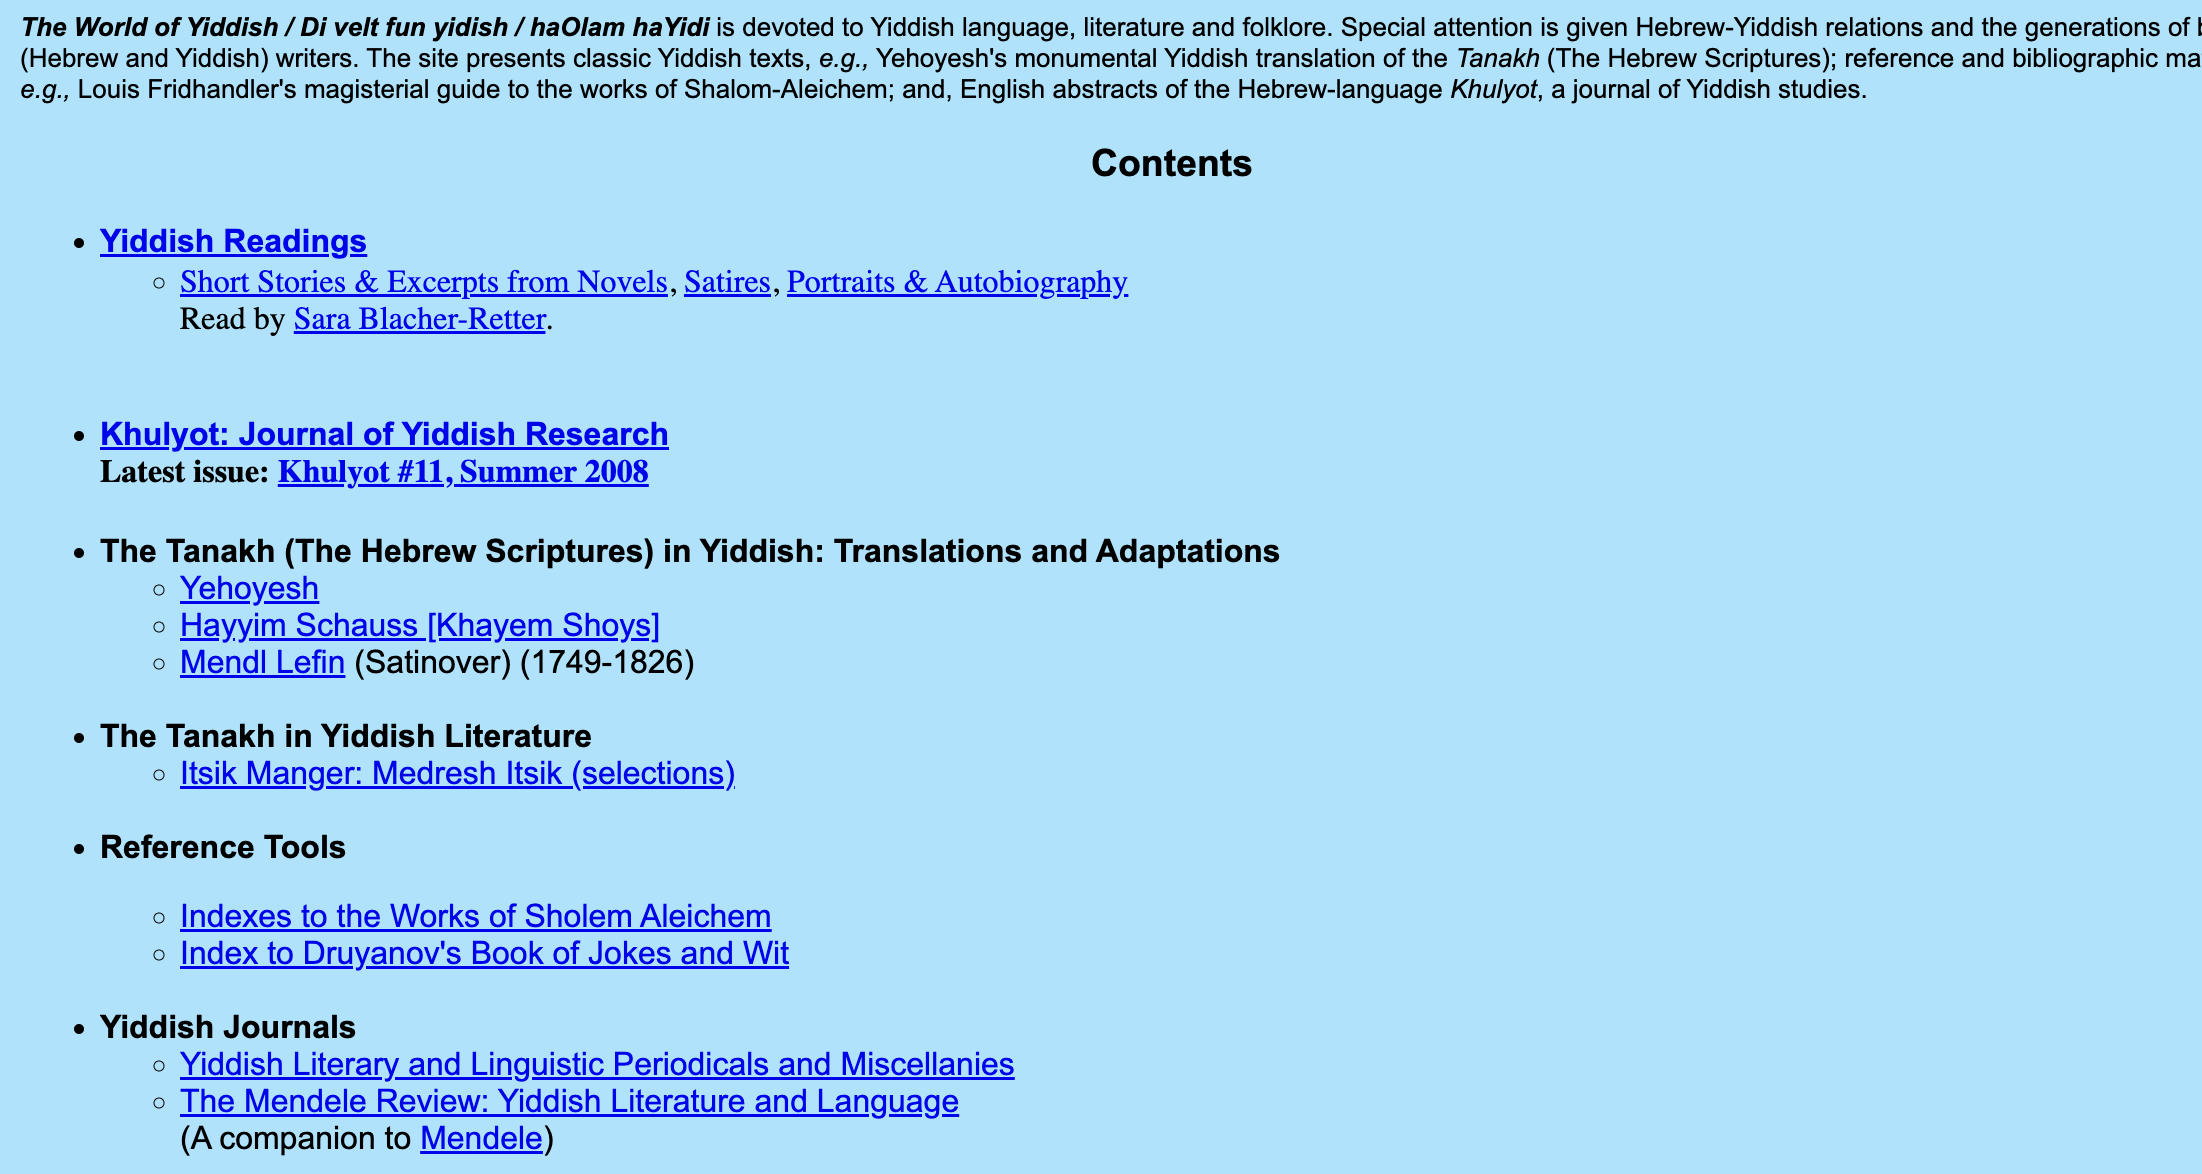 The World of Yiddish / Di velt fun yidish / haOlam haYidi is devoted to Yiddish language, literature and folklore. Special attention is given Hebrew-Yiddish relations and the generations of
(Hebrew and Yiddish) writers. The site presents classic Yiddish texts, e.g., Yehoyesh's monumental Yiddish translation of the Tanakh (The Hebrew Scriptures); reference and bibliographic
e.g., Louis Fridhandler's magisterial guide to the works of Shalom-Aleichem; and, English abstracts of the Hebrew-language Khulyot, a journal of Yiddish studies.
Contents
Yiddish Readings
Short Stories & Excerpts from Novels, Satires, Portraits & Autobiography
Read by Sara Blacher-Retter.
Khulyot: Journal of Yiddish Research
Latest issue: Khulyot #11, Summer 2008
The Tanakh (The Hebrew Scriptures) in Yiddish: Translations and Adaptations
Yehoyesh
Hayyim Schauss [Khayem Shoys]
Mendl Lefin (Satinover) (1749-1826)
The Tanakh in Yiddish Literature
Itsik Manger: Medresh Itsik (selections)
Reference Tools
Indexes to the Works of Sholem Aleichem
Index to Druyanov's Book of Jokes and Wit
Yiddish Journals
Yiddish Literary and Linguistic Periodicals and Miscellanies
The Mendele Review: Yiddish Literature and Language
(A companion to Mendele)